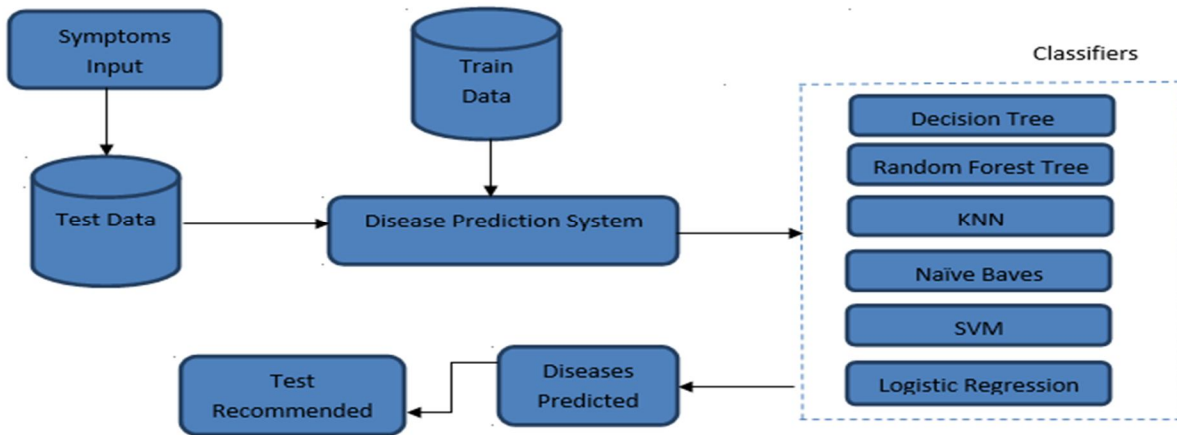 Symptoms
Input
Train
Data
Classifiers
Test Data
Disease Prediction System
Decision Tree
Random Forest Tree
KNN
Naïve Baves
SVM
Logistic Regression
Diseases
Predicted
Test
Recommended